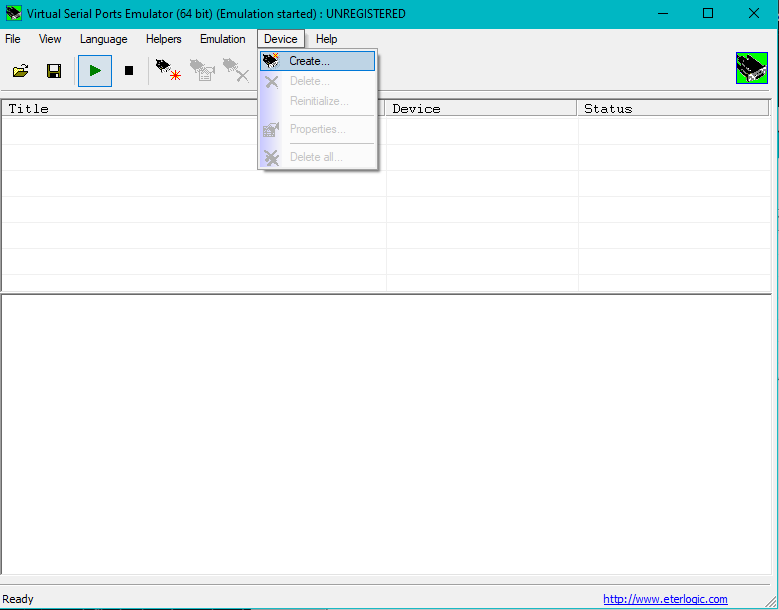 Virtual Serial Ports Emulator (64 bit) (Emulation started) : UNREGISTERED
File View Language Helpers Emulation Device Help
Create...
Delete...
Reinitialize...
Properties...
Delete all...
Title Device Status
Ready http://www.eterlogic.com